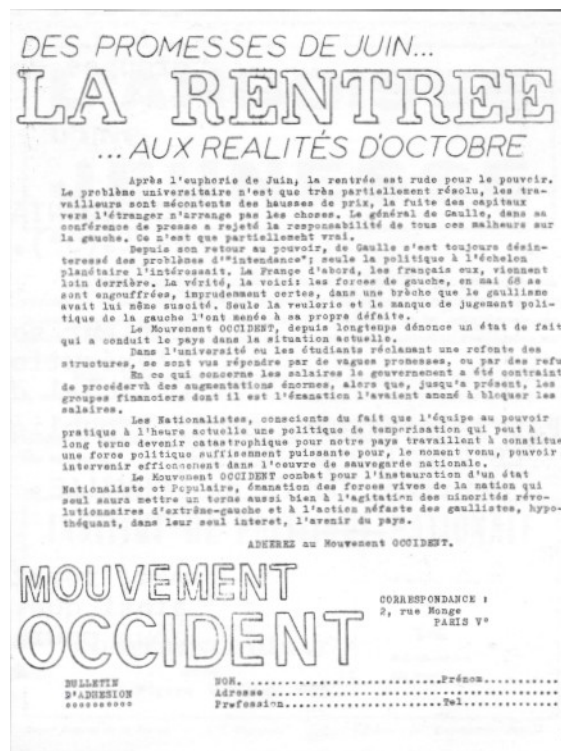 DES PROMESSES DE JUIN...
LA RENTREE
...AUX REALITÉS D'OCTOBRE
Après l'euphorie de Juin, la rentrée est rude pour le pouvoir.
Le problème universitaire n'est que très partiellement résolu, les tra-
vailleurs sont mécontents des hausses de prix, la fuite des capitaux
vers l'étranger n'arrange pas les choses. Le général de Gaulle, dans sa
conférence de presse a rejeté la responsabilité de tous ces malheurs sur
la gauche. Ce n'est que partiellement vrai.
Depuis son retour au pouvoir, de Gaulle s'est toujours désin-
teressé des problèmes d'"intendance"; seule la politique à l'échelon
planétaire l'intéressait. La France d'abord, les français eux, viennent
loin derrière. La vérité, la voici: les forces de gauche, en mai 68 se
sont engouffrées, imprudemment certes, dans une brèche que le gaullisme
avait lui même suscité. Seule la veulerie et le manque de jugement poli-
tique de la gauche l'ont menée à sa propre défaite.
Le Mouvement OCCIDENT, depuis longtemps dénonce un état de fait
qui a conduit le pays dans la situation actuelle.
Dans l'université ou les étudiants réclamant une refonte des
structures, se sont vus répendre par de vagues promesses, ou par des refu
En ce qui concerne les salaires le gouvernement a été contraint
de procéder à des augmentations énormes, alors que, jusqu'à présent, les
groupes financiers dont il est l'émanation l'avaient amené à bloquer les
salaires.
Les Nationalistes, conscients du fait que l'équipe au pouvoir
pratique à l'heure actuelle une politique de temporisation qui peut à
long terme devenir catastrophique pour notre pays travaillent à constitue
une force politique suffisamment puissante pour, le moment venu, pouvoir
intervenir efficacement dans l'oeuvre de sauvegarde nationale.
Le Mouvement OCCIDENT combat pour l'instauration d'un état
Nationaliste et Populaire, émanation des forces vives de la nation qui
seul saura mettre un terme aussi bien à l'agitation des minorités révo-
lutionnaires d'extrême-gauche et à l'action néfaste des gaullistes, hypo-
théquant, dans leur seul interet, l'avenir du pays.
ADHEREZ au Mouvement OCCIDENT.
MOUVEMENT
OCCIDENT
CORRESPONDANCE :
2, rue Monge
PARIS V°
BULLETIN
D'ADHESION
NOM. ..............................Prénom............
Adresse ..............................................
Profession.........................Tel...............